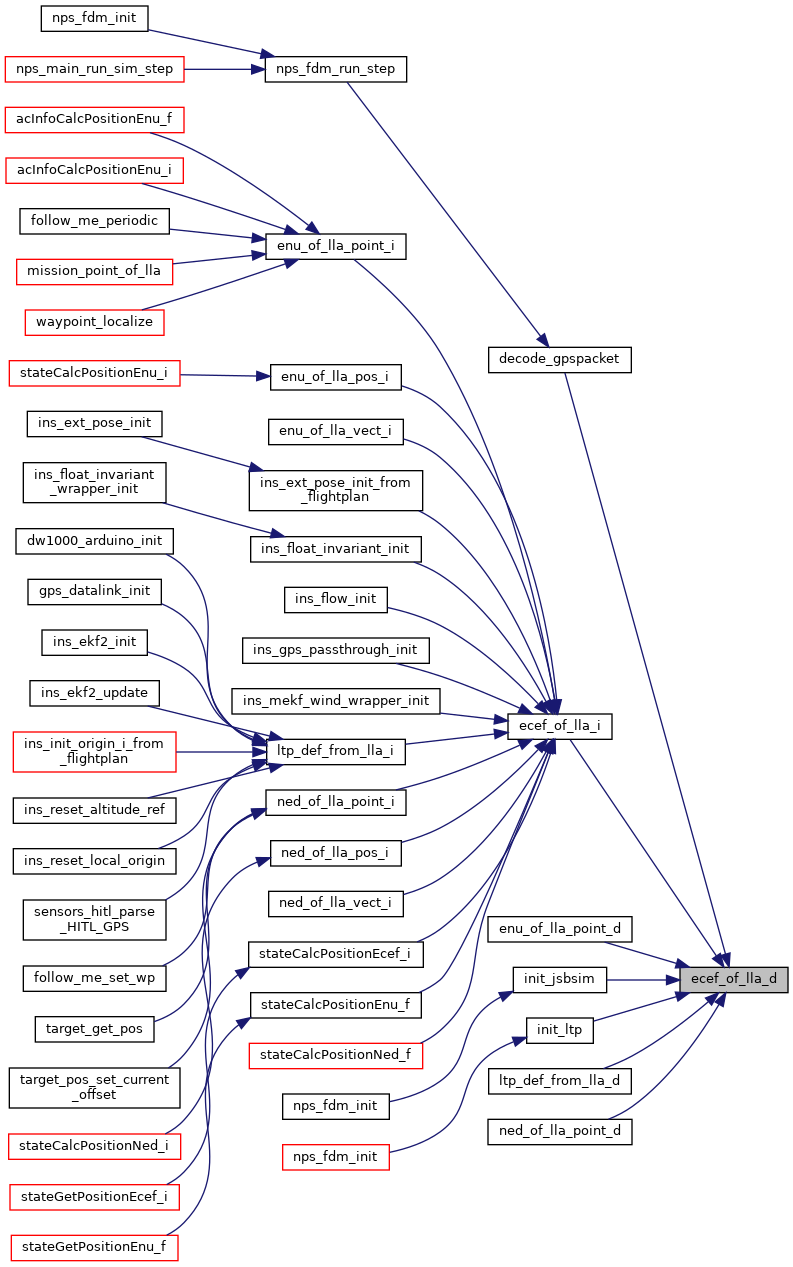 nps_fdm_init
nps_main_run_sim_step
nps_fdm_run_step
acInfoCalcPositionEnu_f
acInfoCalcPositionEnu_i
follow_me_periodic
enu_of_lla_point_i
mission_point_of_lla
waypoint_localize
decode_gpspacket
stateCalcPositionEnu_i
enu_of_lla_pos_i
ins_ext_pose_init
enu_of_lla_vect_i
ins_float_invariant
_wrapper_init
ins_ext_pose_init_from
_flightplan
dw1000_arduino_init
ins_float_invariant_init
gps_datalink_init
ins_flow_init
ins_ekf2_init
ins_gps_passthrough_init
ins_ekf2_update
ins_mekf_wind_wrapper_init
ecef_of_lla_i
ins_init_origin_i_from
_flightplan
ltp_def_from_lla_i
ins_reset_altitude_ref
ned_of_lla_point_i
ins_reset_local_origin
ned_of_lla_pos_i
sensors_hitl_parse
_HITL_GPS
ned_of_lla_vect_i
enu_of_lla_point_d
follow_me_set_wp
stateCalcPositionEcef_i
init_jsbsim
ecef_of_lla_d
target_get_pos
stateCalcPositionEnu_f
init_ltp
stateCalcPositionNed_f
target_pos_set_current
_offset
ltp_def_from_lla_d
nps_fdm_init
ned_of_lla_point_d
stateCalcPositionNed_i
nps_fdm_init
stateGetPositionEcef_i
stateGetPositionEnu_f